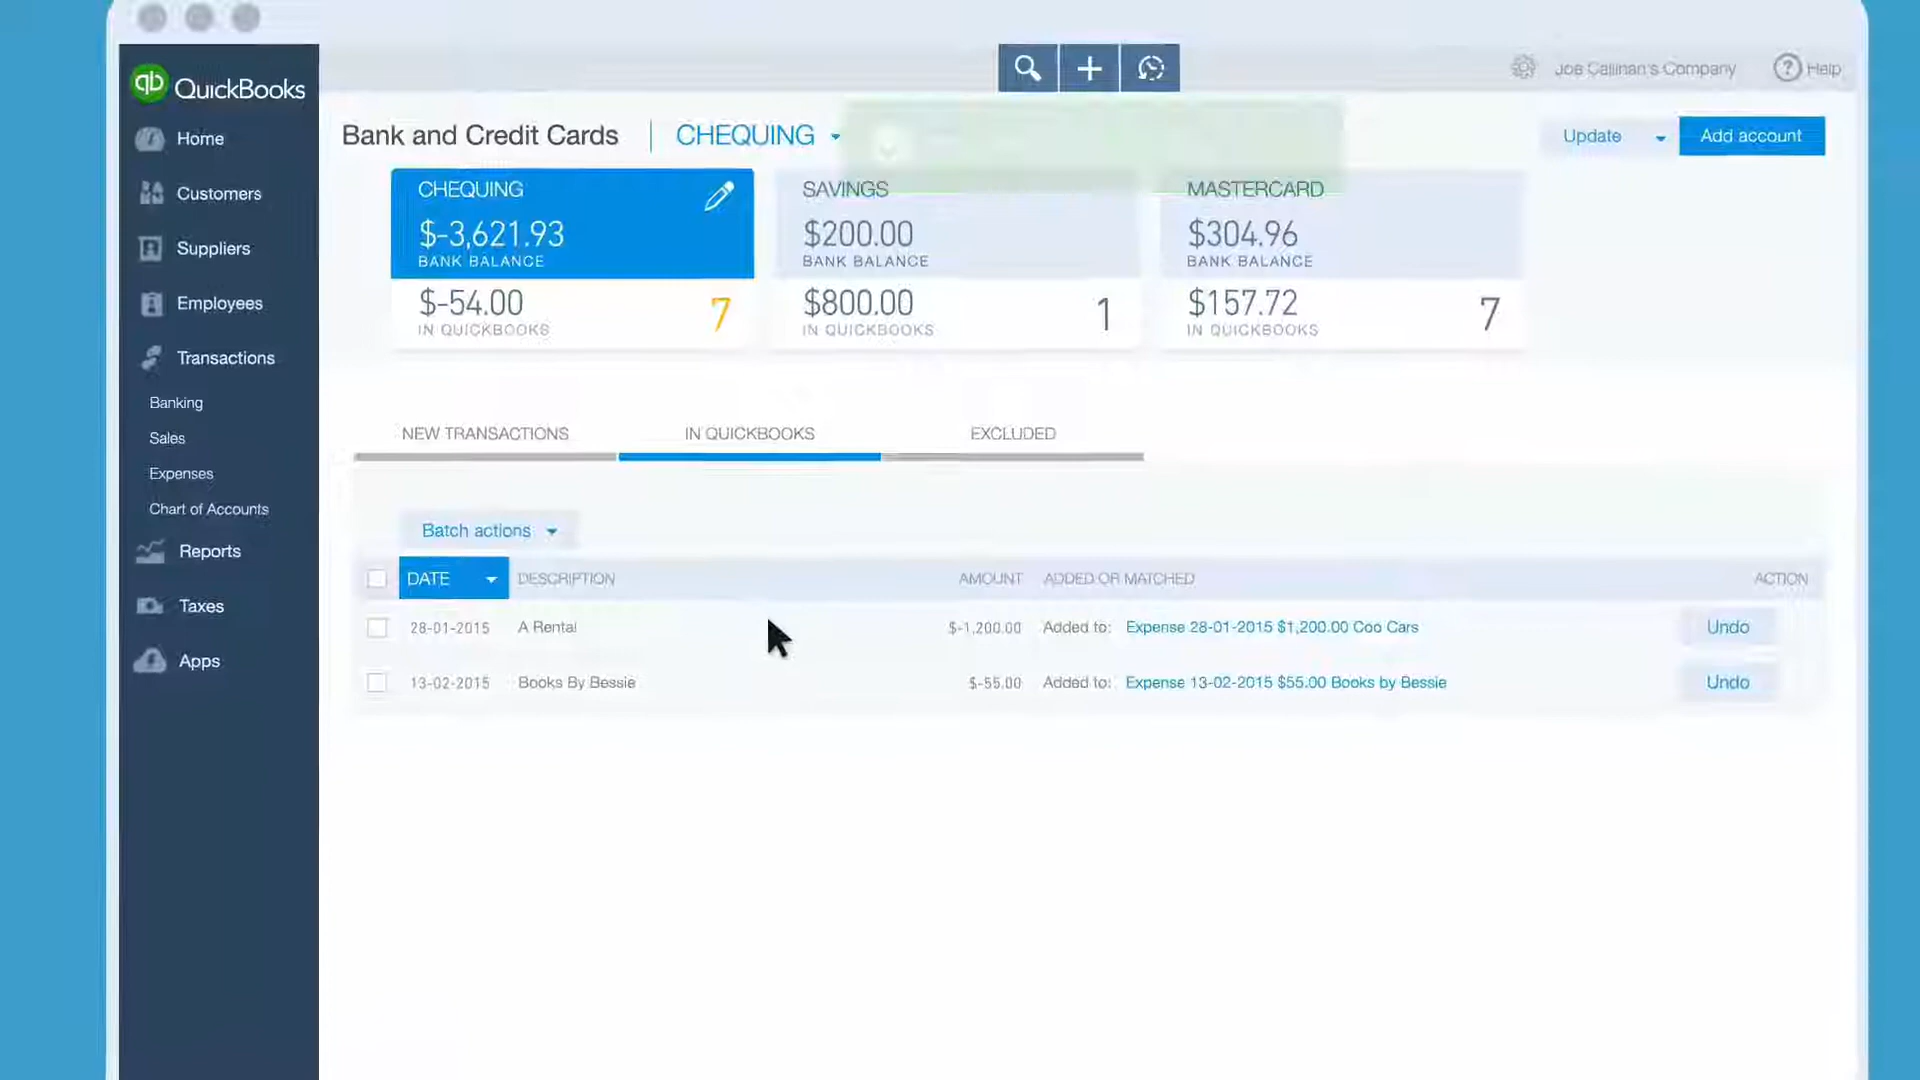 qb QuickBooks
Joe Callinan's Company
? Help
Home
Customers
Suppliers
Employees
Transactions
Banking
Sales
Expenses
Chart of Accounts
Reports
Taxes
Apps
Bank and Credit Cards
CHEQUING
Update
Add account
CHEQUING
$-3,621.93
BANK BALANCE
$-54.00
IN QUICKBOOKS
7
SAVINGS
$200.00
BANK BALANCE
$800.00
IN QUICKBOOKS
1
MASTERCARD
$304.96
BANK BALANCE
$157.72
IN QUICKBOOKS
7
NEW TRANSACTIONS
IN QUICKBOOKS
EXCLUDED
Batch actions
DATE DESCRIPTION AMOUNT ADDED OR MATCHED ACTION
28-01-2015 A Rental $-1,200.00 Added to: Expense 28-01-2015 $1,200.00 Coo Cars Undo
13-02-2015 Books By Bessie $-55.00 Added to: Expense 13-02-2015 $55.00 Books by Bessie Undo